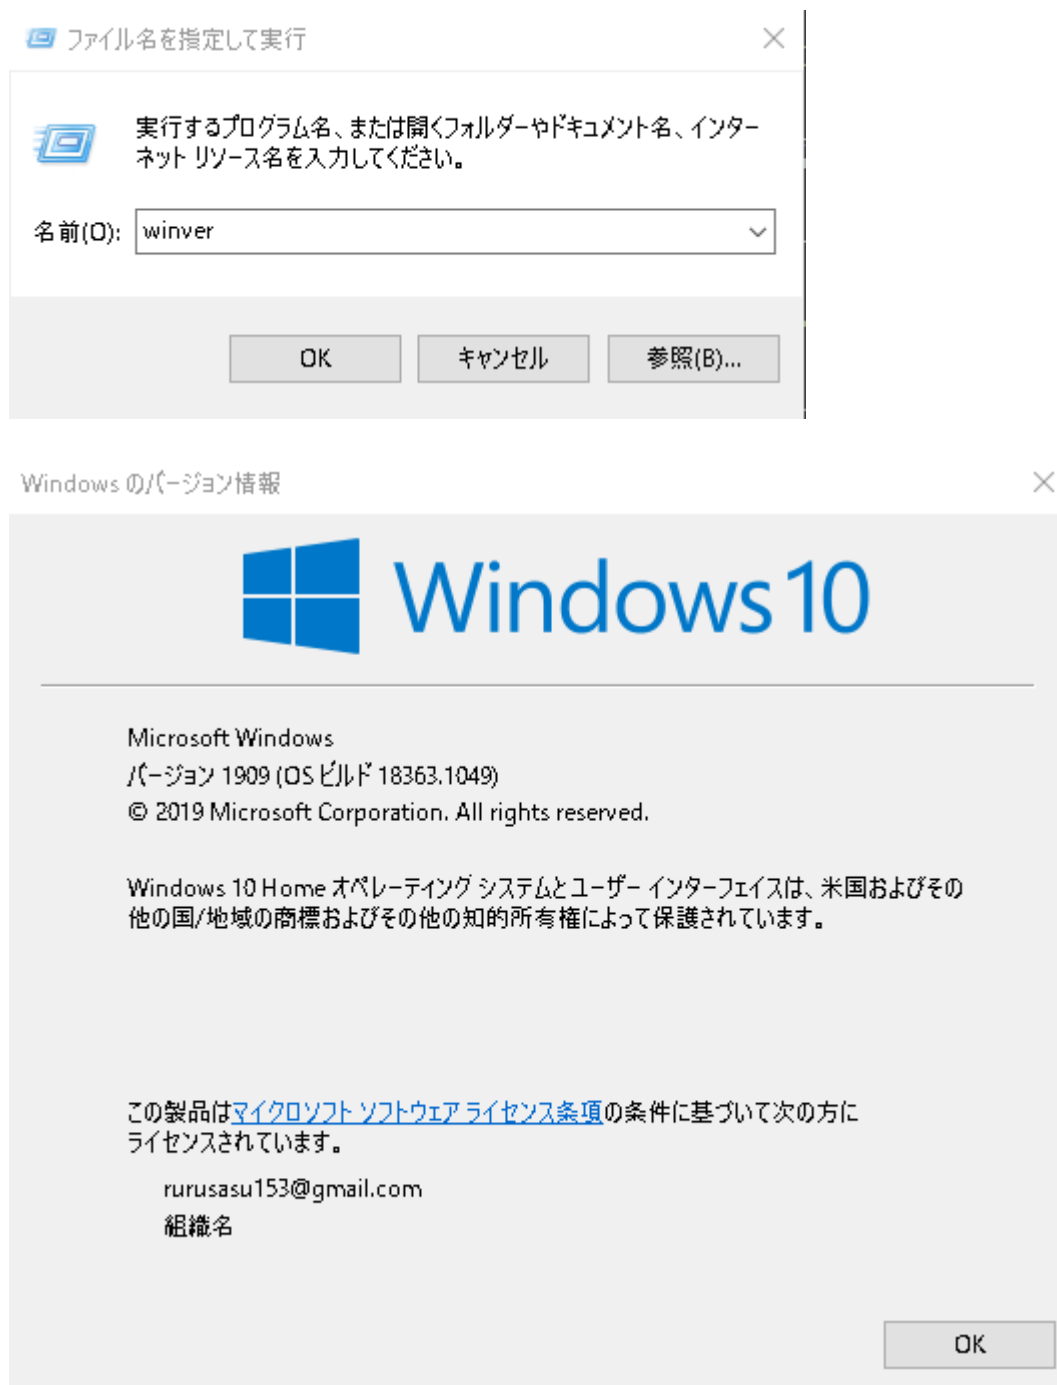 ファイル名を指定して実行
実行するプログラム名、または開くフォルダーやドキュメント名、インター
ネット リソース名を入力してください。
名前(O): winver
OK キャンセル 参照(B)...
Windows のバージョン情報
Windows 10
Microsoft Windows
バージョン 1909 (OS ビルド 18363.1049)
© 2019 Microsoft Corporation. All rights reserved.
Windows 10 Home オペレーティング システムとユーザー インターフェイスは、米国およびその
他の国/地域の商標およびその他の知的所有権によって保護されています。
この製品はマイクロソフト ソフトウェア ライセンス条項の条件に基づいて次の方に
ライセンスされています。
rurusasu153@gmail.com
組織名
OK